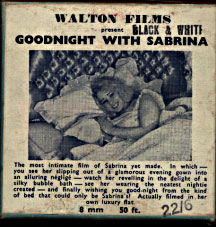 WALTON FILMS
present BLACK & WHITE
GOODNIGHT WITH SABRINA
The most intimate film of Sabrina yet made. In which —
you see her slipping out of a glamorous evening gown into
an alluring negligé — watch her revelling in the delight of a
silky bubble bath — see her wearing the neatest nightie
created — and finally wishing you good-night from the kind
of bed that could only be Sabrina's! Actually filmed in her
own luxury flat.
8 mm 50 ft.
22/6